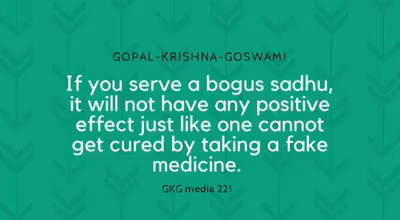 GOPAL-KRISHNA-GOSWAMI
If you serve a bogus sadhu,
it will not have any positive
effect just like one cannot
get cured by taking a fake
medicine.
GKG media 221